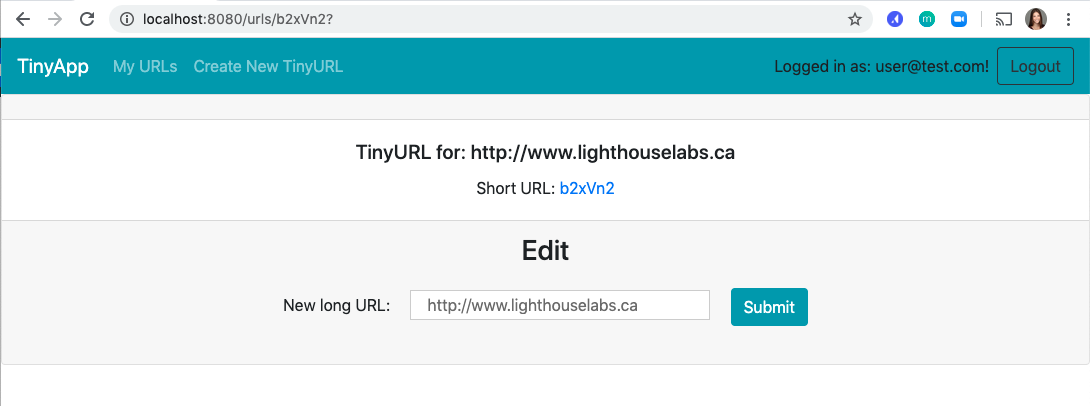 localhost:8080/urls/b2xVn2?
TinyApp My URLs Create New TinyURL Logged in as: user@test.com! Logout
TinyURL for: http://www.lighthouselabs.ca
Short URL: b2xVn2
Edit
New long URL: http://www.lighthouselabs.ca Submit